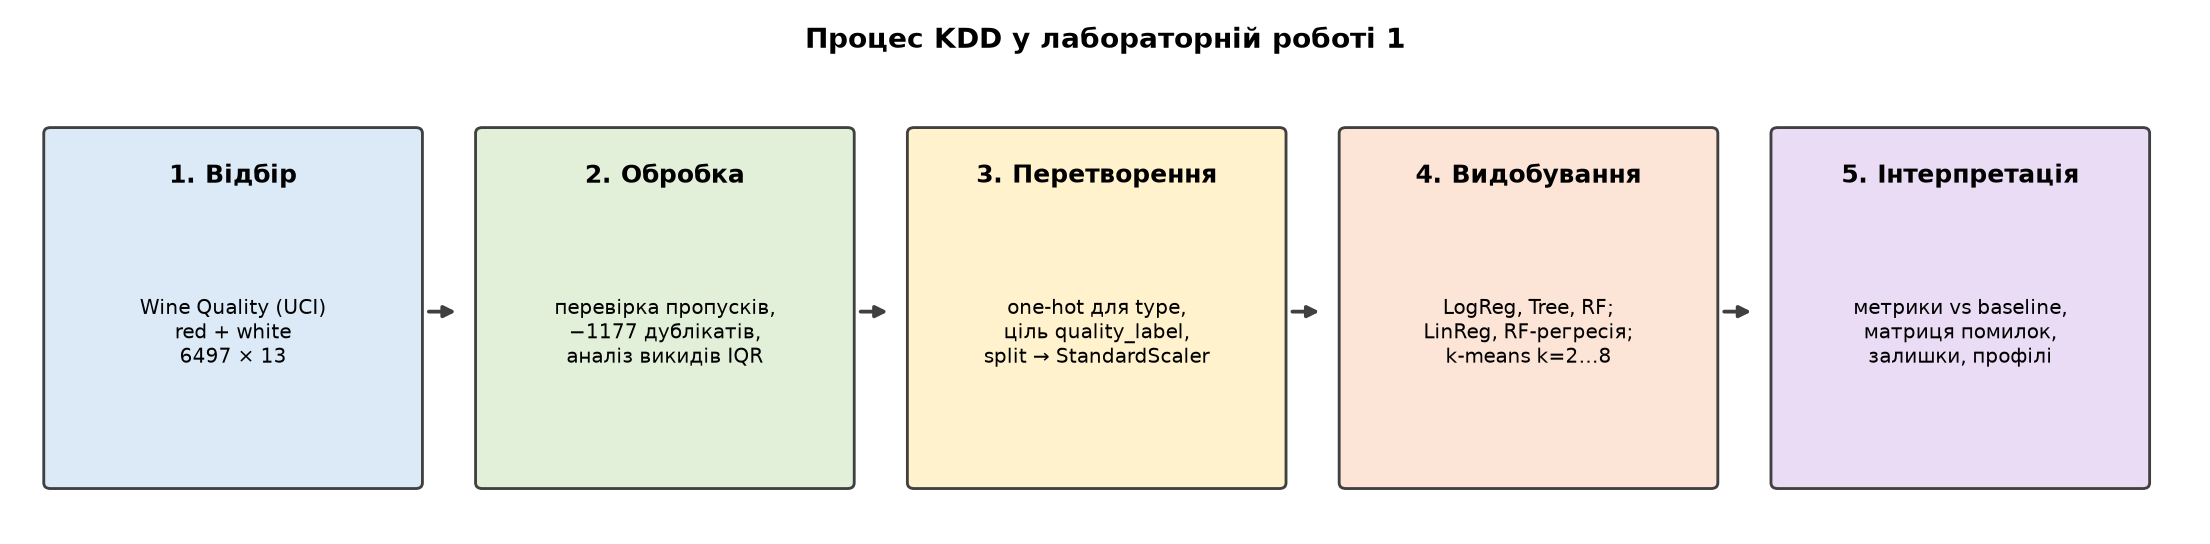 Процес KDD у лабораторній роботі 1
1. Відбір
Wine Quality (UCI)
red + white
6497 × 13
2. Обробка
перевірка пропусків,
−1177 дублікатів,
аналіз викидів IQR
3. Перетворення
one-hot для type,
ціль quality_label,
split → StandardScaler
4. Видобування
LogReg, Tree, RF;
LinReg, RF-регресія;
k-means k=2…8
5. Інтерпретація
метрики vs baseline,
матриця помилок,
залишки, профілі